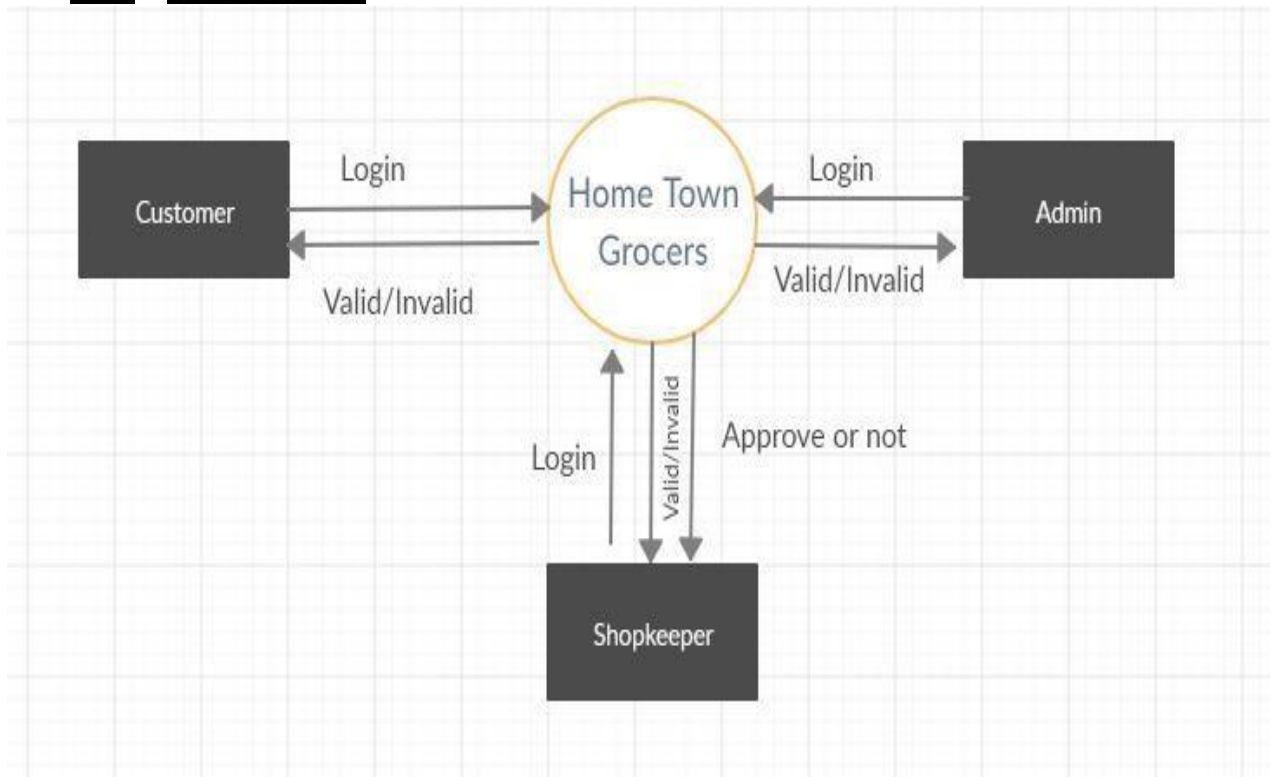 Login
Login
Customer
Home Town
Grocers
Admin
Valid/Invalid
Valid/Invalid
Login
Valid/Invalid
Approve or not
Shopkeeper